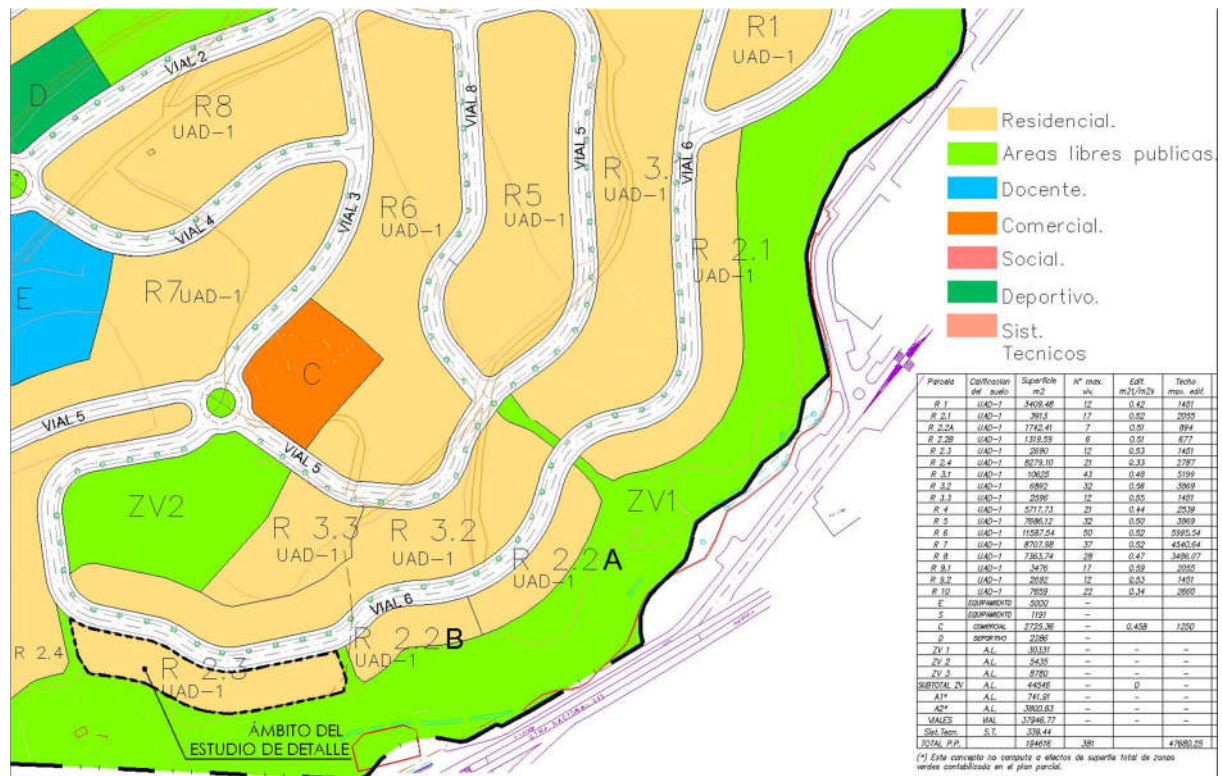 R1
UAD-1
VIAL 2
D
R8
UAD-1
VIAL 8
VIAL 5
VIAL 6
VIAL 3
VIAL 4
R6
UAD-1
R5
UAD-1
R 3.
UAD-1
R 2.1
UAD-1
E
R7 UAD-1
C
VIAL 5
VIAL 5
ZV2
ZV1
R 3.3
UAD-1
R 3.2
UAD-1
R 2.2 A
UAD-1
VIAL 6
R 2.2 B
UAD-1
R 2.4
R 2.3
UAD-1
ÁMBITO DEL
ESTUDIO DE DETALLE
Residencial.
Areas libres publicas.
Docente.
Comercial.
Social.
Deportivo.
Sist.
Tecnicos
Parcela Calificacion del suelo Superficie m2 Nº max. viv. Edif. m2t/m2s Techo max. edif.
R 1 UAD-1 3409.48 12 0.42 1451
R 2.1 UAD-1 3913 17 0.52 2055
R 2.2A UAD-1 1742.41 7 0.51 894
R 2.2B UAD-1 1319.59 6 0.51 677
R 2.3 UAD-1 2690 12 0.53 1451
R 2.4 UAD-1 8279.10 21 0.33 2787
R 3.1 UAD-1 10625 43 0.48 5199
R 3.2 UAD-1 6892 32 0.56 3869
R 3.3 UAD-1 2596 12 0.55 1451
R 4 UAD-1 5717.73 21 0.44 2539
R 5 UAD-1 7686.12 32 0.50 3869
R 6 UAD-1 11587.54 50 0.52 5995.54
R 7 UAD-1 8707.98 37 0.52 4540.64
R 8 UAD-1 7363.74 28 0.47 3486.07
R 9.1 UAD-1 3476 17 0.59 2055
R 9.2 UAD-1 2692 12 0.53 1451
R 10 UAD-1 7659 22 0.34 2660
E EQUIPAMIENTO 5000 -
S EQUIPAMIENTO 1191 -
C COMERCIAL 2725.36 - 0.458 1250
D DEPORTIVO 2286 -
ZV 1 A.L. 30331 - - -
ZV 2 A.L. 5435 - - -
ZV 3 A.L. 8780 - - -
SUBTOTAL ZV A.L. 44546 - 0 -
A1* A.L. 741.91 - - -
A2* A.L. 3800.63 - - -
VIALES VIAL 37946.77 - - -
Sist.Tecn. S.T. 339.44 - - -
TOTAL P.P. 194618 381 47680.25
(*) Este concepto no computa a efectos de superfie total de zonas
verdes contabilizada en el plan parcial.